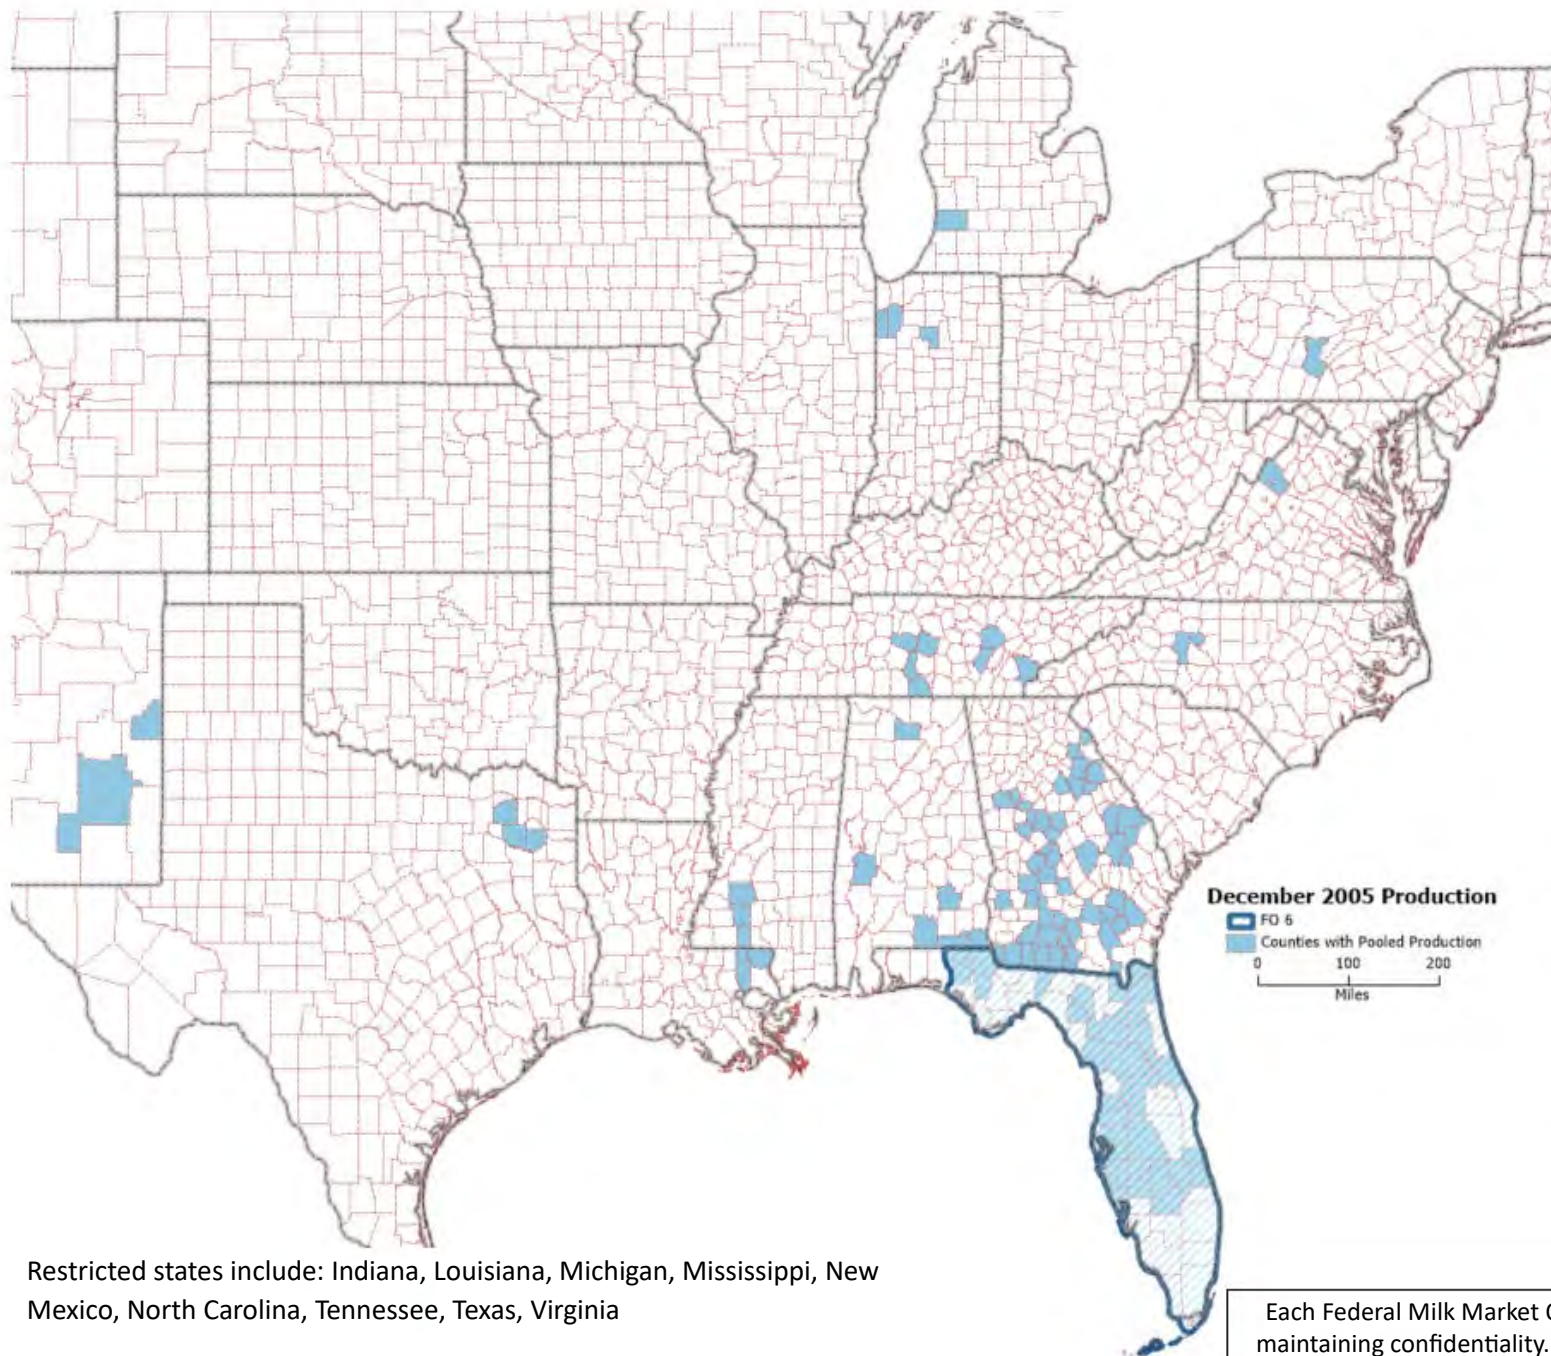 December 2005 Production
FO 6
Counties with Pooled Production
0 100 200
Miles
Restricted states include: Indiana, Louisiana, Michigan, Mississippi, New
Mexico, North Carolina, Tennessee, Texas, Virginia
Each Federal Milk Market
maintaining confidentiality.